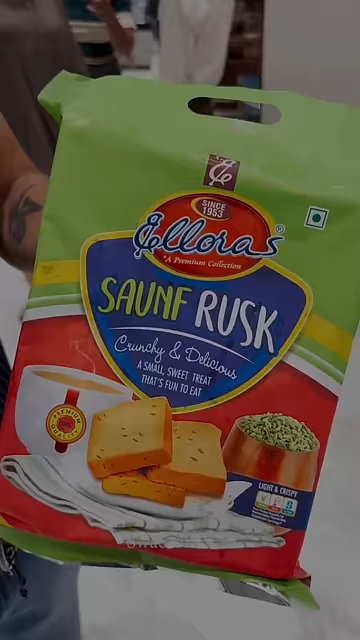 SINCE
1953
Elloras®
"A Premium Collection
SAUNF RUSK
Crunchy & Delicious
A SMALL, SWEET TREAT
THAT'S FUN TO EAT
PREMIUM
QUALITY
LIGHT & CRISPY